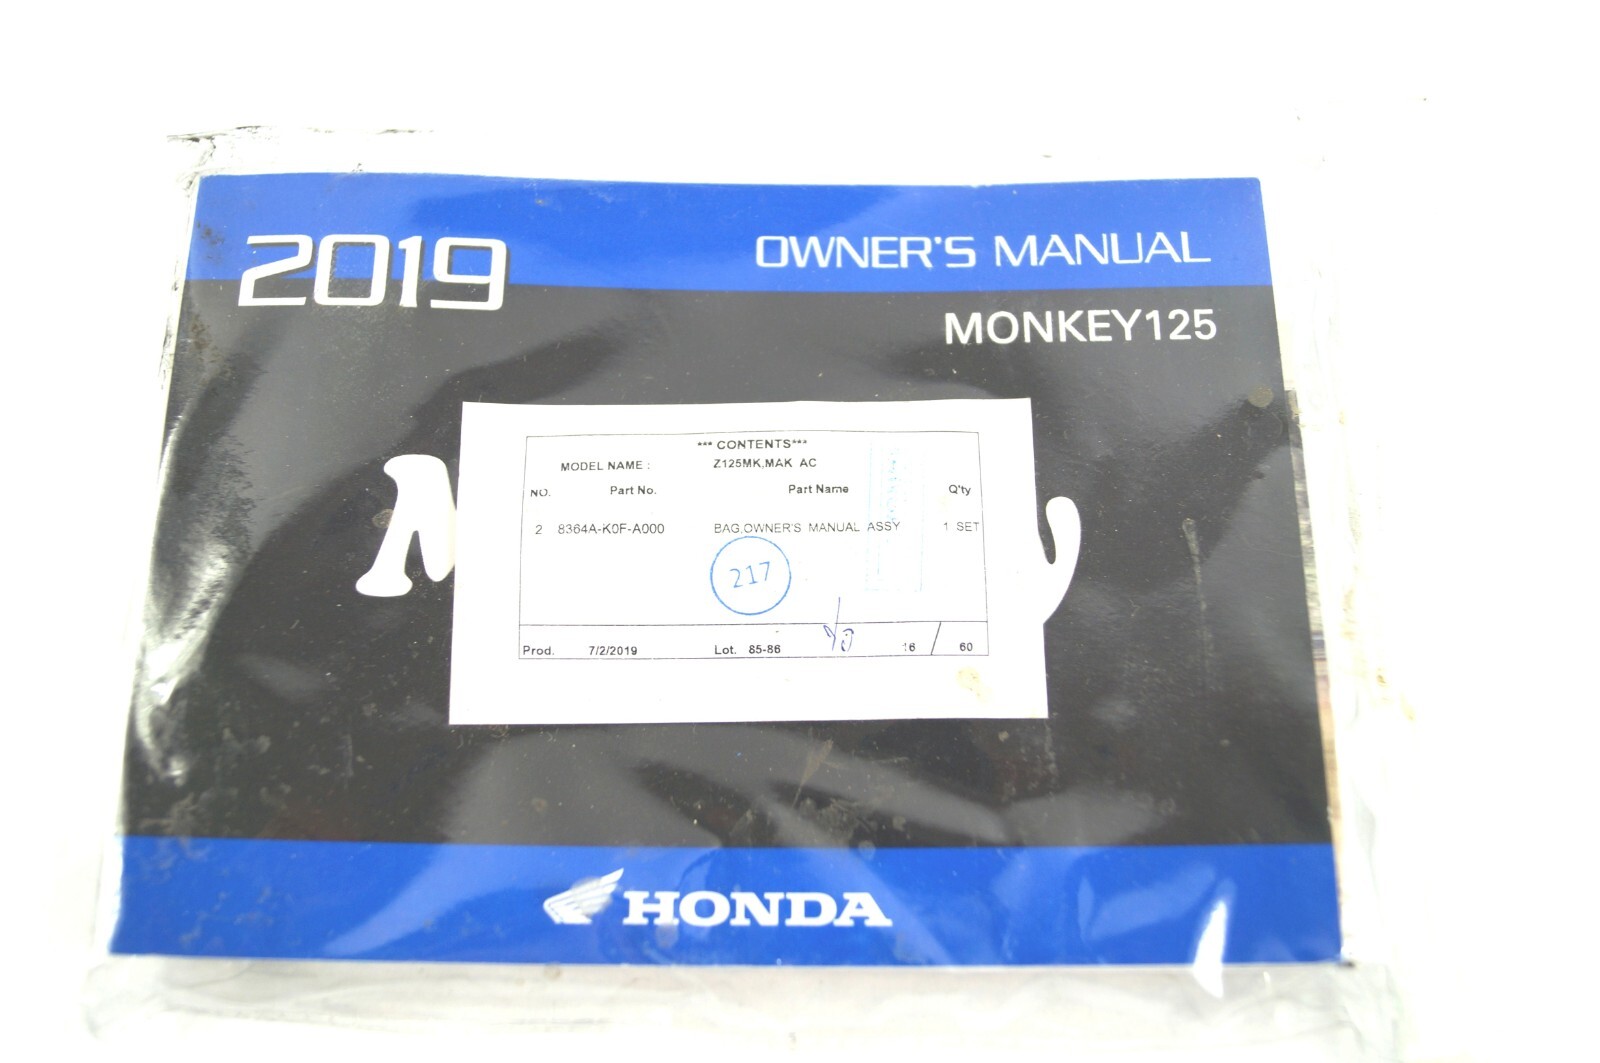 2019
OWNER'S MANUAL
MONKEY125
*** CONTENTS***
MODEL NAME : Z125MK,MAK AC
NO. Part No. Part Name Q'ty
2 8364A-K0F-A000 BAG,OWNER'S MANUAL ASSY 1 SET
217
Prod. 7/2/2019 Lot. 85-86 16 / 60
HONDA